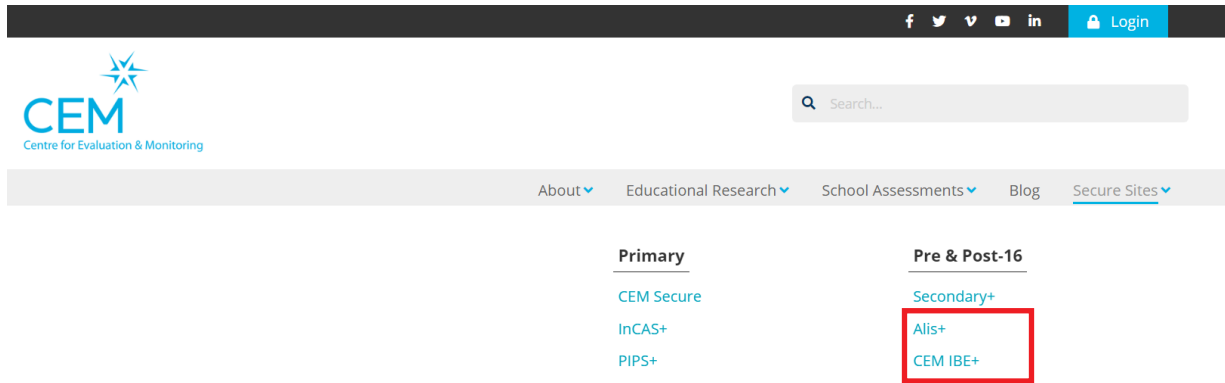 Login
CEM
Centre for Evaluation & Monitoring
Search...
About
Educational Research
School Assessments
Blog
Secure Sites
Primary
CEM Secure
InCAS+
PIPS+
Pre & Post-16
Secondary+
Alis+
CEM IBE+